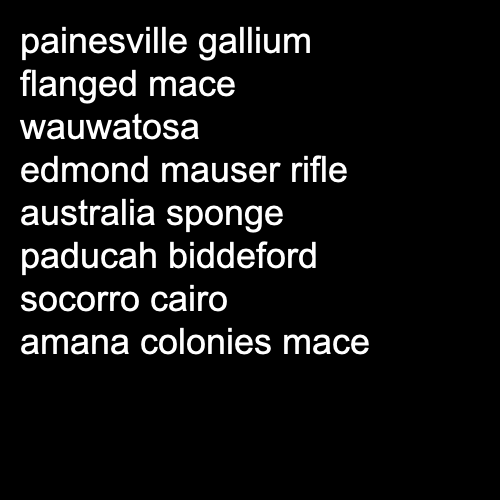 painesville gallium
flanged mace
wauwatosa
edmond mauser rifle
australia sponge
paducah biddeford
socorro cairo
amana colonies mace